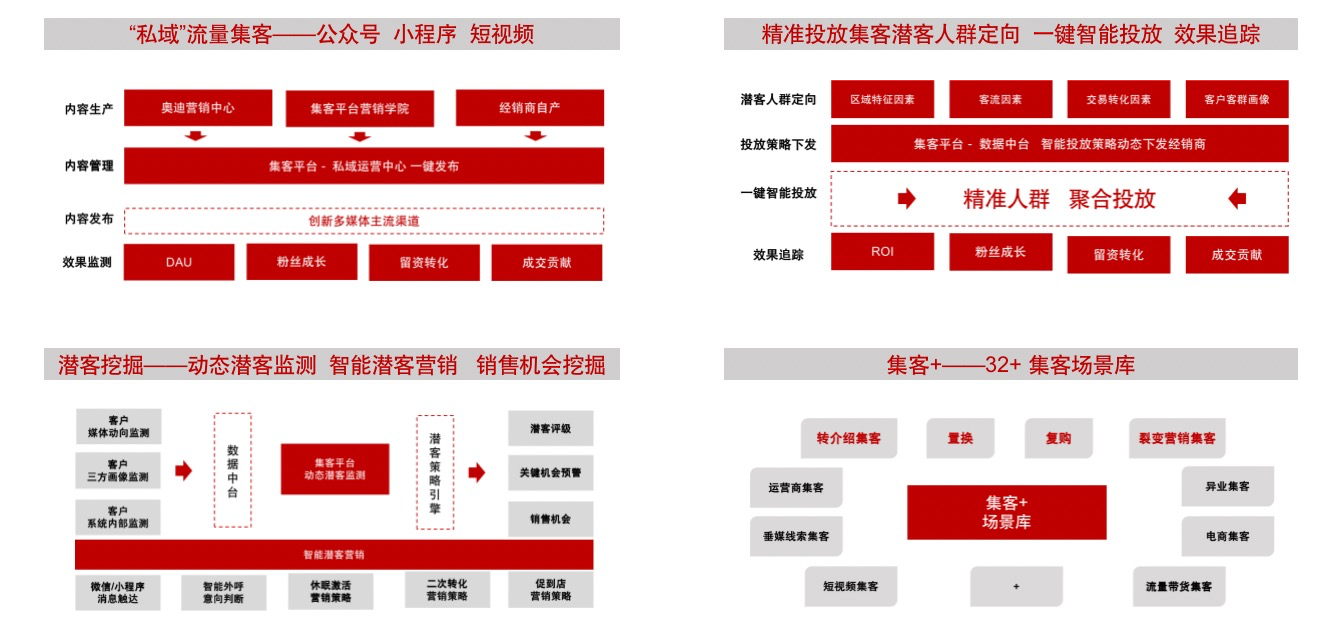 “私域”流量集客——公众号 小程序 短视频
内容生产
奥迪营销中心
集客平台营销学院
经销商自产
内容管理
集客平台 - 私域运营中心 一键发布
内容发布
创新多媒体主流渠道
效果监测
DAU
粉丝成长
留资转化
成交贡献
精准投放集客潜客人群定向 一键智能投放 效果追踪
潜客人群定向
区域特征因素
客流因素
交易转化因素
客户客群画像
投放策略下发
集客平台 - 数据中台 智能投放策略动态下发经销商
一键智能投放
精准人群 聚合投放
效果追踪
ROI
粉丝成长
留资转化
成交贡献
潜客挖掘——动态潜客监测 智能潜客营销 销售机会挖掘
客户
媒体动向监测
客户
三方画像监测
客户
系统内部监测
数据中台
集客平台
动态潜客监测
潜客策略引擎
潜客评级
关键机会预警
销售机会
智能潜客营销
微信/小程序
消息触达
智能外呼
意向判断
休眠激活
营销策略
二次转化
营销策略
促到店
营销策略
集客+——32+ 集客场景库
转介绍集客
置换
复购
裂变营销集客
运营商集客
异业集客
集客+
场景库
垂媒线索集客
电商集客
短视频集客
+
流量带货集客